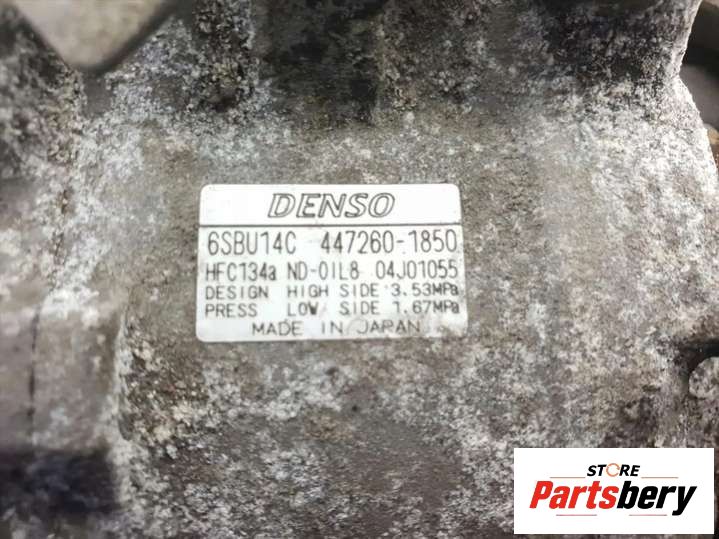 DENSO
6SBU14C 447260-1850
HFC134a ND-OIL8 04J01055
DESIGN HIGH SIDE 3.53MPa
PRESS LOW SIDE 1.67MPa
MADE IN JAPAN
STORE
Partsbery